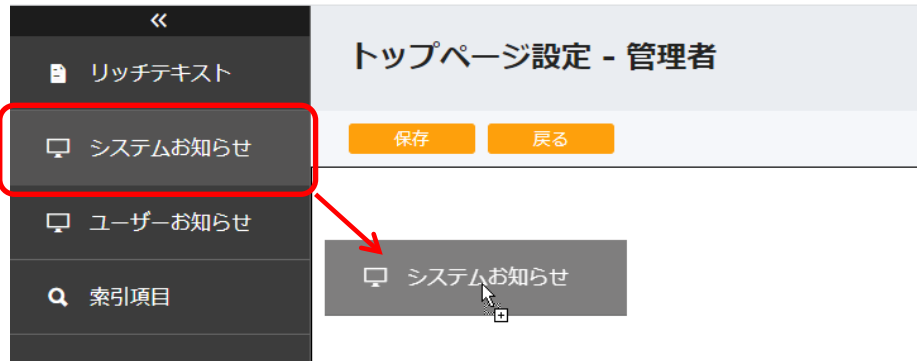 «
リッチテキスト
システムお知らせ
ユーザーお知らせ
索引項目
トップページ設定 - 管理者
保存
戻る
システムお知らせ